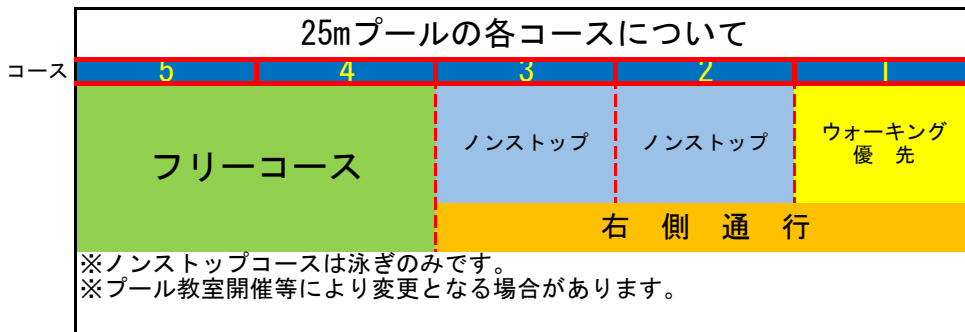 25mプールの各コースについて
コース 5 4 3 2 1
フリーコース
ノンストップ
ノンストップ
ウォーキング
優 先
右 側 通 行
※ノンストップコースは泳ぎのみです。
※プール教室開催等により変更となる場合があります。